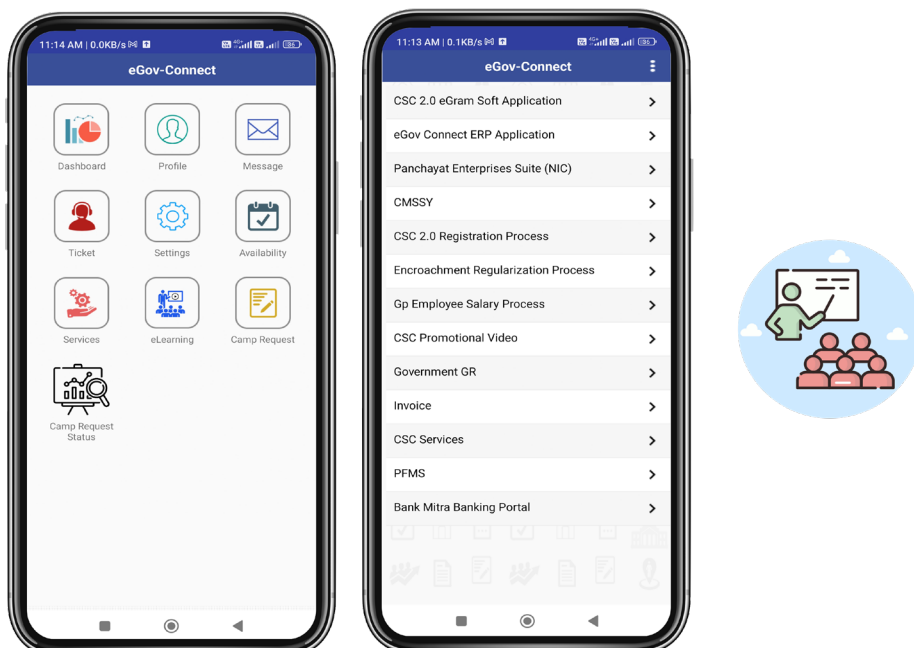 11:14 AM | 0.0KB/s
eGov-Connect
Dashboard
Profile
Message
Ticket
Settings
Availability
Services
eLearning
Camp Request
Camp Request
Status
11:13 AM | 0.1KB/s
eGov-Connect
CSC 2.0 eGram Soft Application
eGov Connect ERP Application
Panchayat Enterprises Suite (NIC)
CMSSY
CSC 2.0 Registration Process
Encroachment Regularization Process
Gp Employee Salary Process
CSC Promotional Video
Government GR
Invoice
CSC Services
PFMS
Bank Mitra Banking Portal